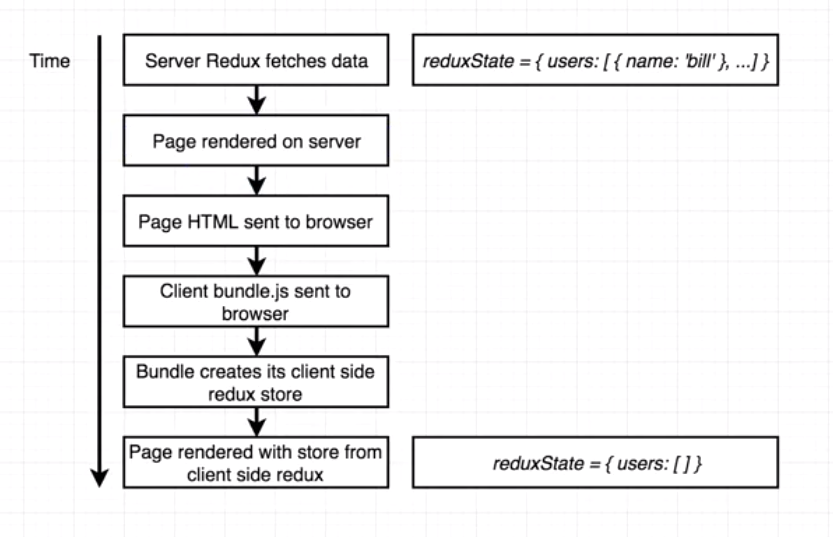 Time
Server Redux fetches data
reduxState = { users: [ { name: 'bill' }, ...] }
Page rendered on server
Page HTML sent to browser
Client bundle.js sent to
browser
Bundle creates its client side
redux store
Page rendered with store from
client side redux
reduxState = { users: [ ] }